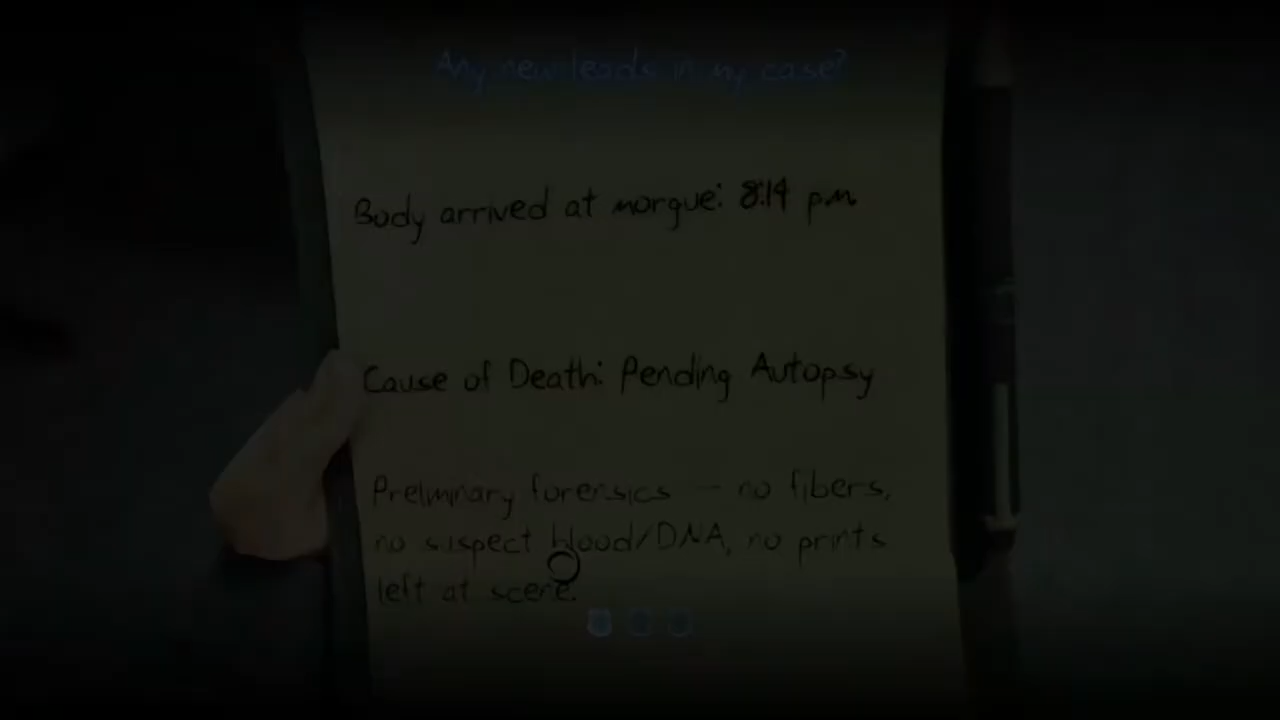 Any new leads in my case?
Body arrived at morgue: 8:14 pm
Cause of Death: Pending Autopsy
Prelminary forensics – no fibers,
no suspect blood/DNA, no prints
left at scene.